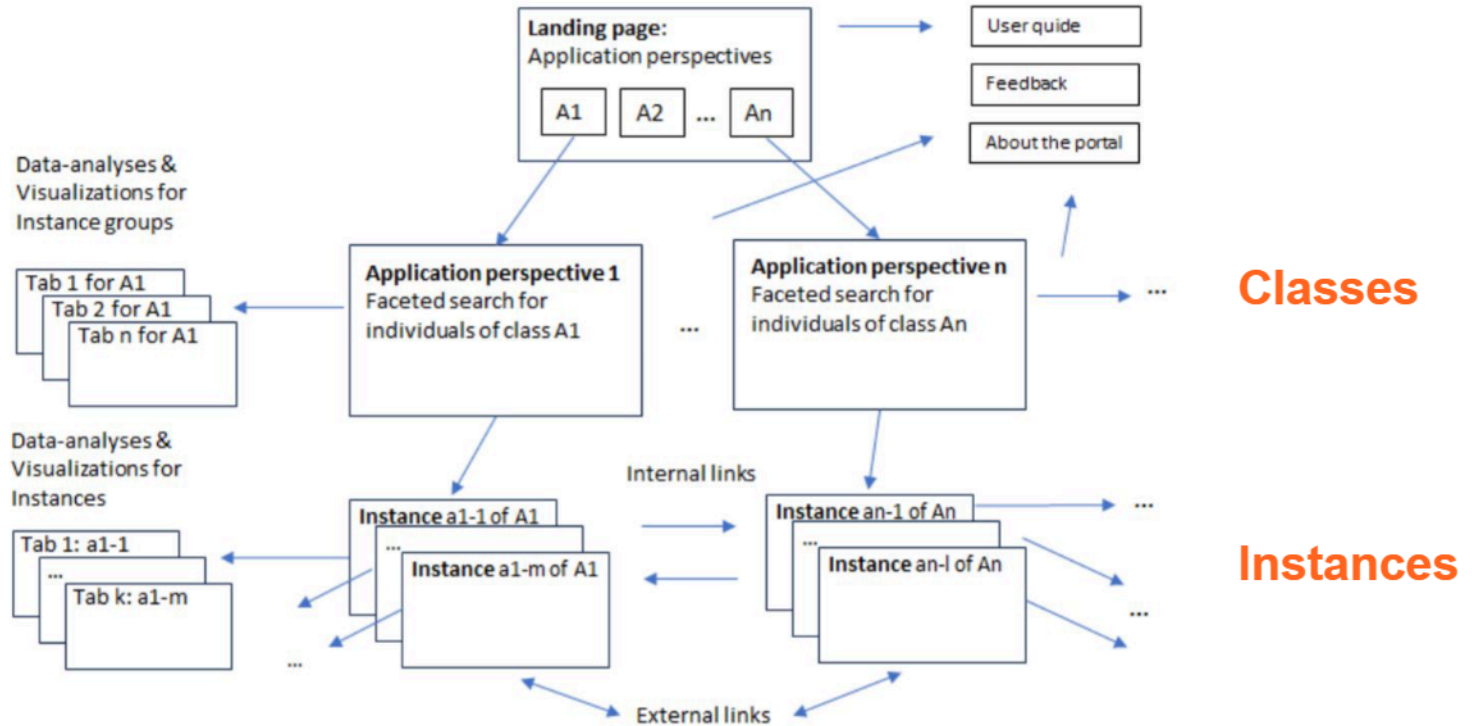 Landing page:
Application perspectives
A1 A2 ... An
User quide
Feedback
About the portal
Data-analyses &
Visualizations for
Instance groups
Tab 1 for A1
Tab 2 for A1
Tab n for A1
Application perspective 1
Faceted search for
individuals of class A1
...
Application perspective n
Faceted search for
individuals of class An
...
Classes
Data-analyses &
Visualizations for
Instances
Tab 1: a1-1
...
Tab k: a1-m
...
Instance a1-1 of A1
...
Instance a1-m of A1
Internal links
Instance an-1 of An
...
Instance an-l of An
...
...
Instances
External links